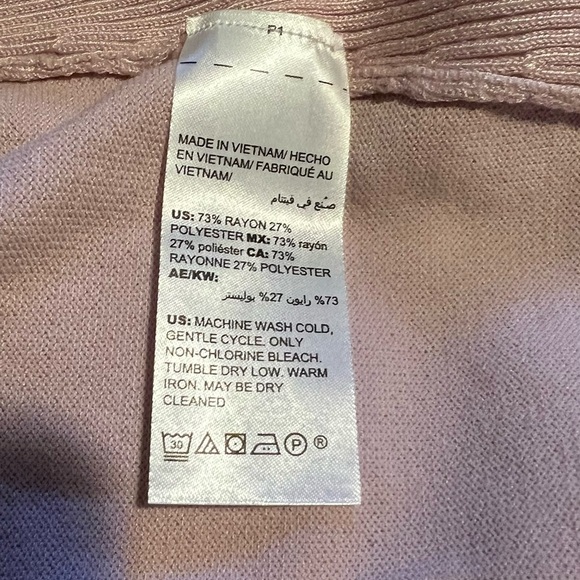 P1
MADE IN VIETNAM/ HECHO
EN VIETNAM/ FABRIQUÉ AU
VIETNAM/
صنع في فيتنام
US: 73% RAYON 27%
POLYESTER MX: 73% rayón
27% poliéster CA: 73%
RAYONNE 27% POLYESTER
AE/KW:
73% رايون 27% بوليستر
US: MACHINE WASH COLD,
GENTLE CYCLE. ONLY
NON-CHLORINE BLEACH.
TUMBLE DRY LOW. WARM
IRON. MAY BE DRY
CLEANED
30 P ®